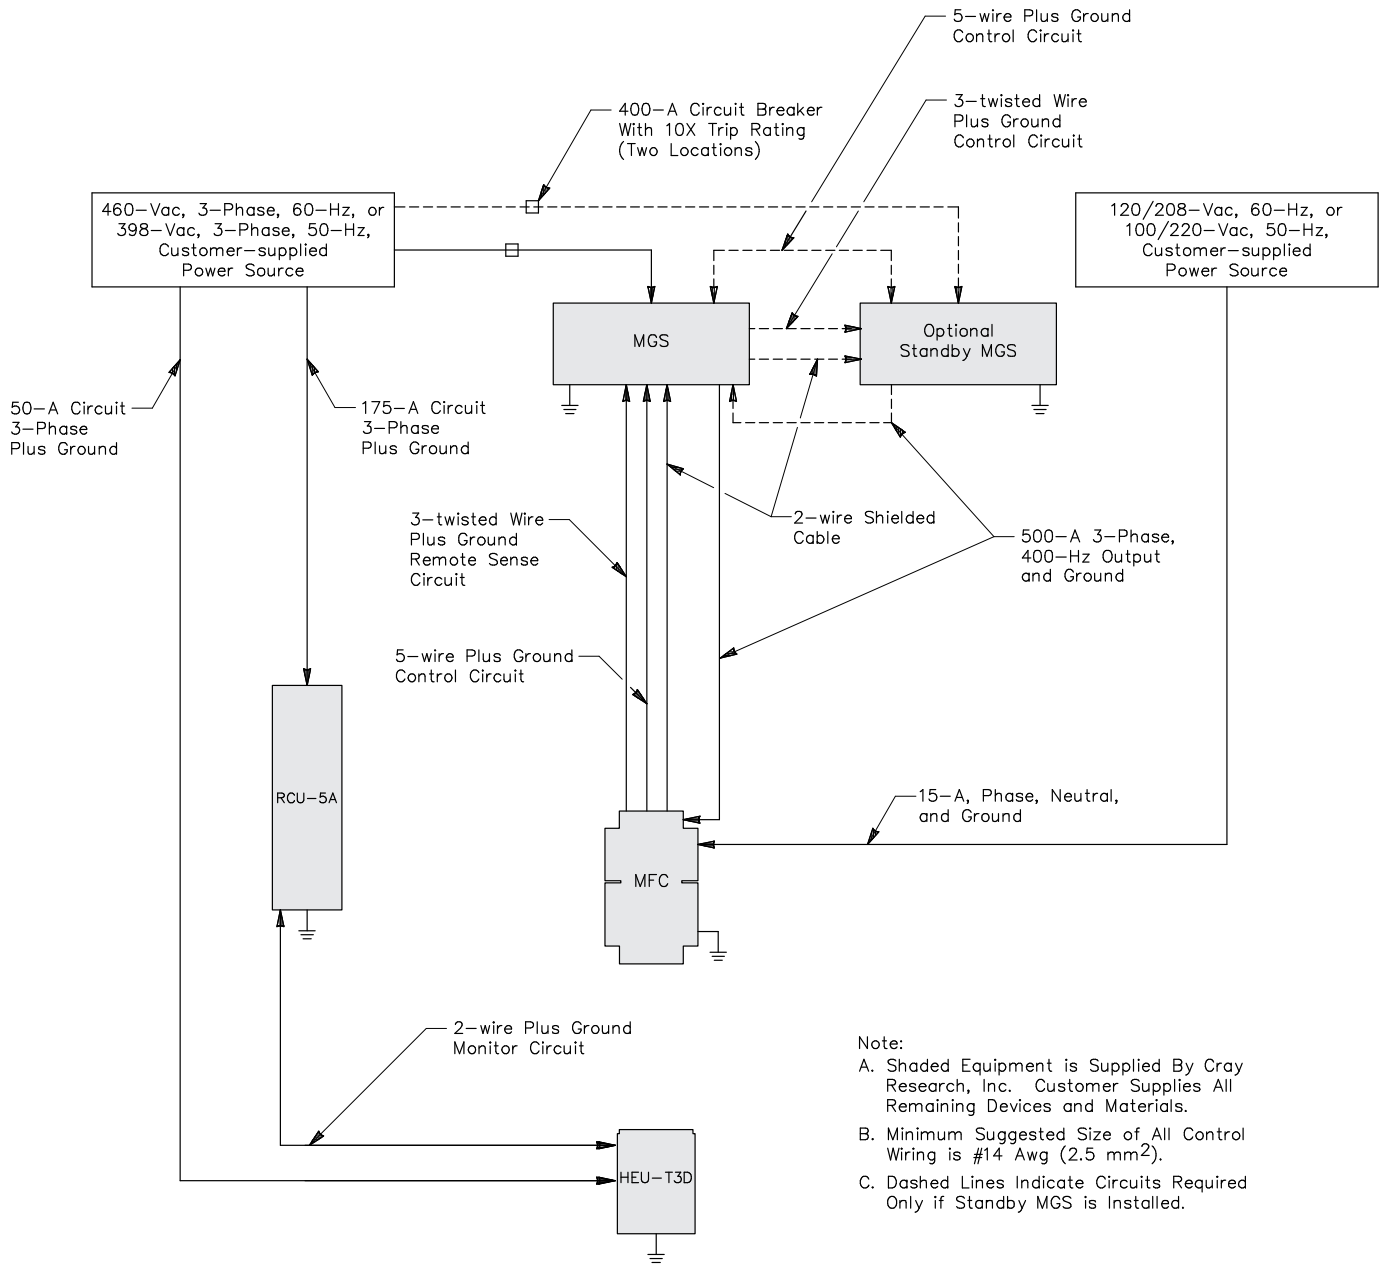 5-wire Plus Ground
Control Circuit
3-twisted Wire
Plus Ground
Control Circuit
400-A Circuit Breaker
With 10X Trip Rating
(Two Locations)
460-Vac, 3-Phase, 60-Hz, or
398-Vac, 3-Phase, 50-Hz,
Customer-supplied
Power Source
120/208-Vac, 60-Hz, or
100/220-Vac, 50-Hz,
Customer-supplied
Power Source
MGS
Optional
Standby MGS
50-A Circuit
3-Phase
Plus Ground
175-A Circuit
3-Phase
Plus Ground
3-twisted Wire
Plus Ground
Remote Sense
Circuit
2-wire Shielded
Cable
500-A 3-Phase,
400-Hz Output
and Ground
5-wire Plus Ground
Control Circuit
RCU-5A
15-A, Phase, Neutral,
and Ground
MFC
2-wire Plus Ground
Monitor Circuit
HEU-T3D
Note:
A. Shaded Equipment is Supplied By Cray
Research, Inc. Customer Supplies All
Remaining Devices and Materials.
B. Minimum Suggested Size of All Control
Wiring is #14 Awg (2.5 mm²).
C. Dashed Lines Indicate Circuits Required
Only if Standby MGS is Installed.